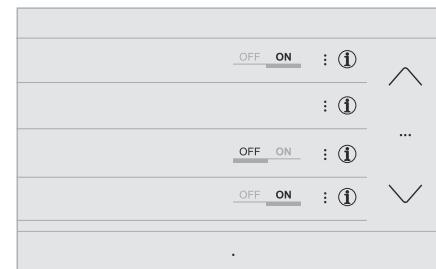 OFF ON ⋮ i
⋮ i
...
OFF ON ⋮ i
OFF ON ⋮ i
.